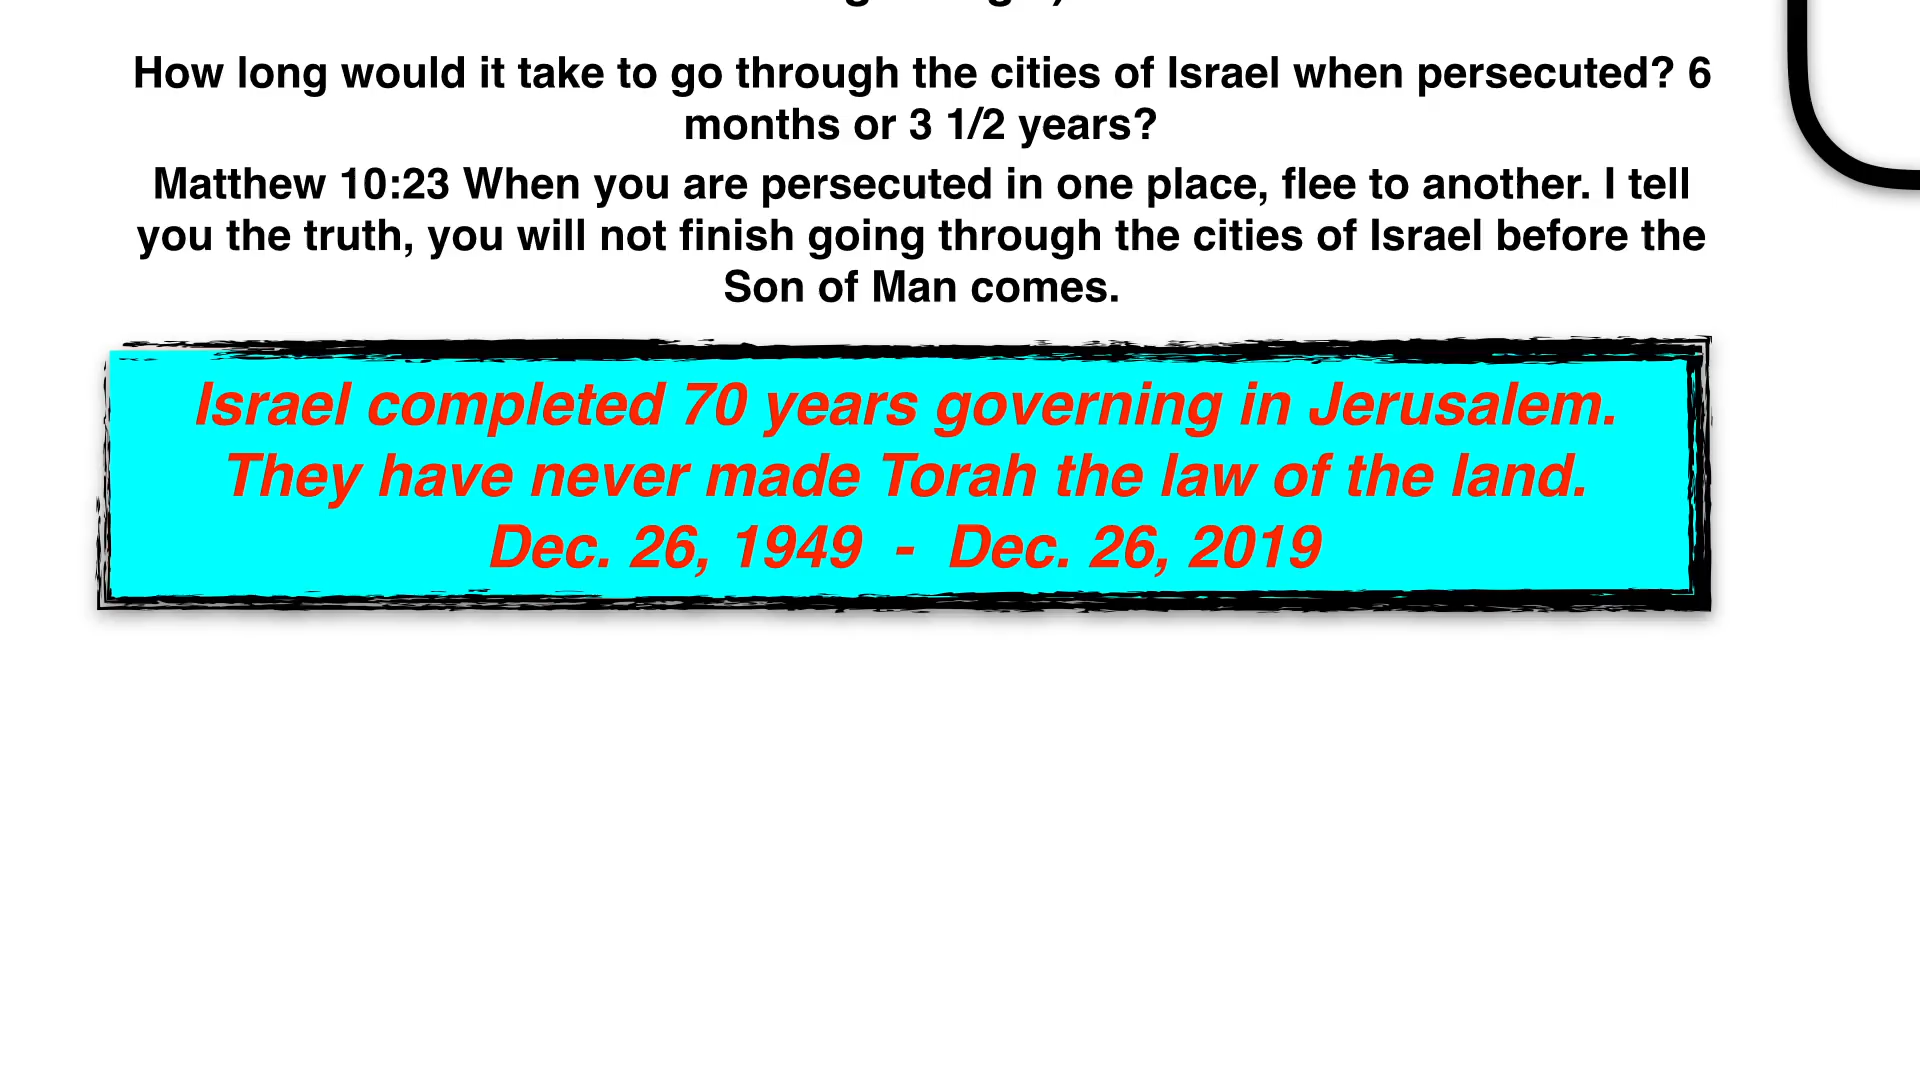 How long would it take to go through the cities of Israel when persecuted? 6
months or 3 1/2 years?
Matthew 10:23 When you are persecuted in one place, flee to another. I tell
you the truth, you will not finish going through the cities of Israel before the
Son of Man comes.
Israel completed 70 years governing in Jerusalem.
They have never made Torah the law of the land.
Dec. 26, 1949 - Dec. 26, 2019